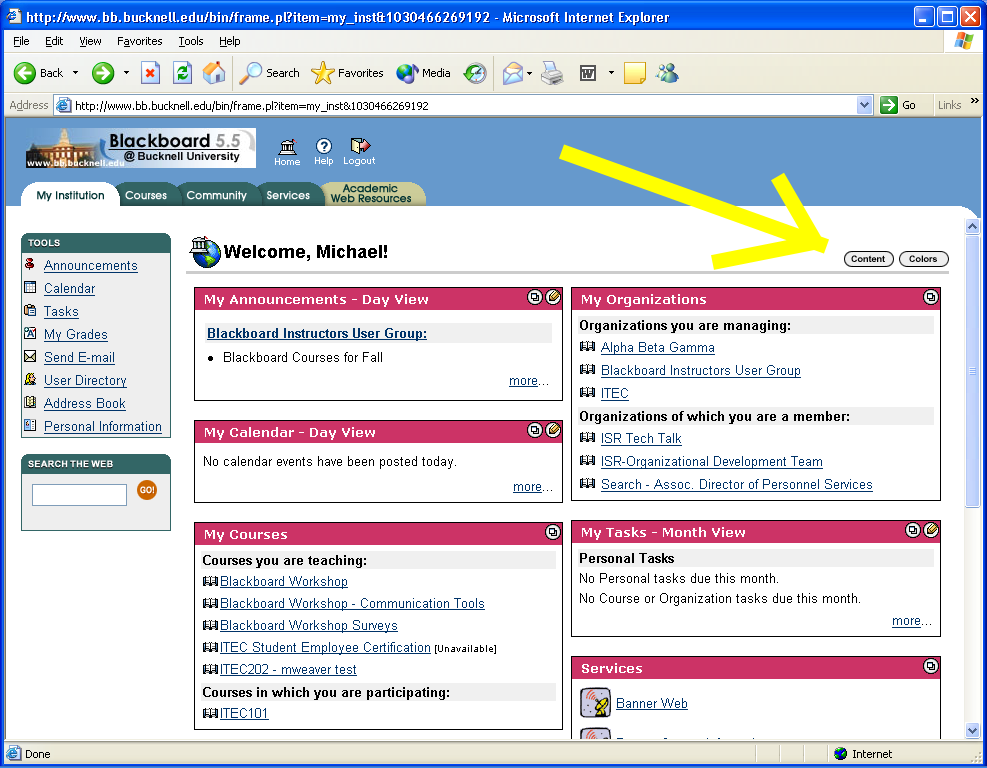 http://www.bb.bucknell.edu/bin/frame.pl?item=my_inst&1030466269192 - Microsoft Internet Explorer
File Edit View Favorites Tools Help
Back Search Favorites Media
Address http://www.bb.bucknell.edu/bin/frame.pl?item=my_inst&1030466269192 Go Links »
Blackboard 5.5
@ Bucknell University
www.bb.bucknell.edu
Home Help Logout
My Institution Courses Community Services Academic Web Resources
TOOLS
Announcements
Calendar
Tasks
My Grades
Send E-mail
User Directory
Address Book
Personal Information
SEARCH THE WEB
GO!
Welcome, Michael!
Content Colors
My Announcements - Day View
Blackboard Instructors User Group:
• Blackboard Courses for Fall
more...
My Calendar - Day View
No calendar events have been posted today.
more...
My Courses
Courses you are teaching:
Blackboard Workshop
Blackboard Workshop - Communication Tools
Blackboard Workshop Surveys
ITEC Student Employee Certification [Unavailable]
ITEC202 - mweaver test
Courses in which you are participating:
ITEC101
My Organizations
Organizations you are managing:
Alpha Beta Gamma
Blackboard Instructors User Group
ITEC
Organizations of which you are a member:
ISR Tech Talk
ISR-Organizational Development Team
Search - Assoc. Director of Personnel Services
My Tasks - Month View
Personal Tasks
No Personal tasks due this month.
No Course or Organization tasks due this month.
more...
Services
Banner Web
Done Internet